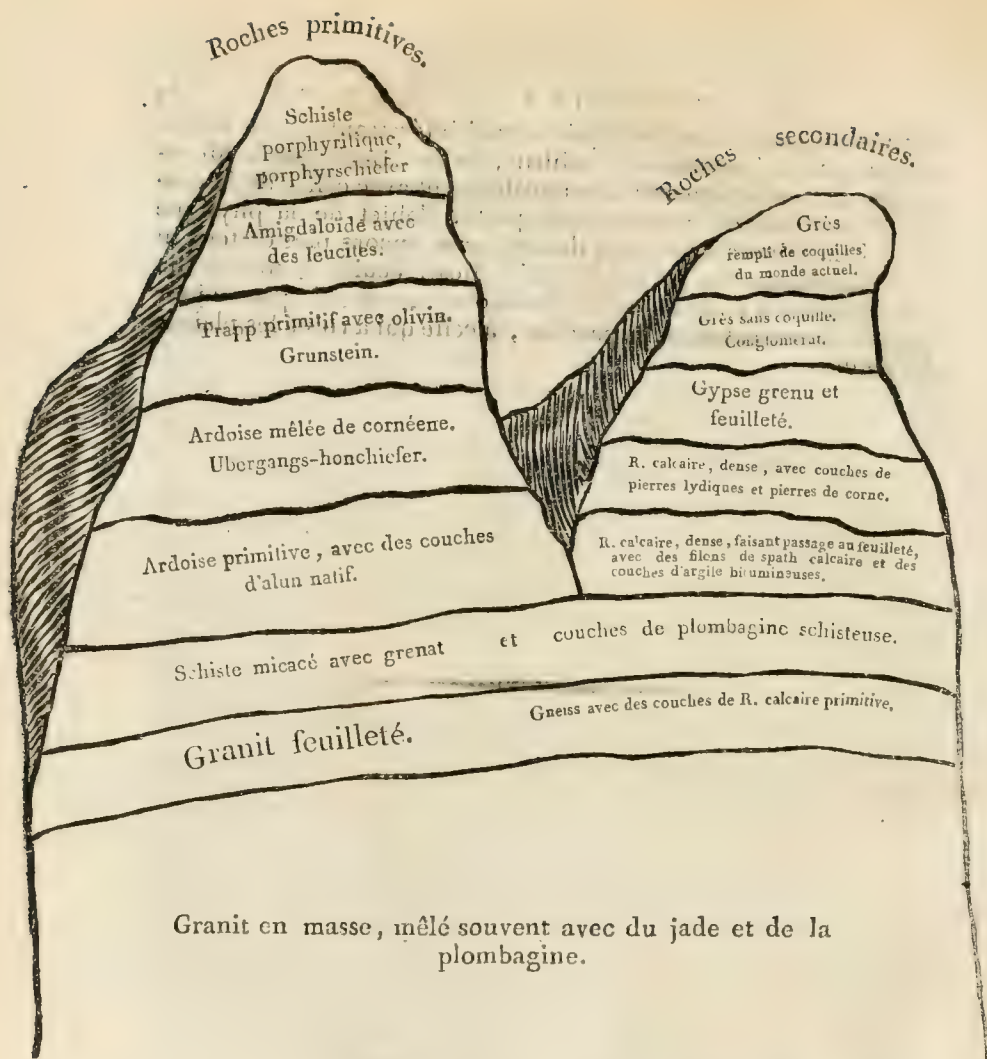 Roches primitives.
Schiste
porphyritique,
porphyrschiefer
Amigdaloïde avec
des leucites.
Trapp primitif avec olivin.
Grunstein.
Ardoise mêlée de cornéene.
Ubergangs-honchiefer.
Ardoise primitive, avec des couches
d'alun natif.
Roches secondaires.
Grès
rempli de coquilles
du monde actuel.
Grès sans coquille.
Conglomerat.
Gypse grenu et
feuilleté.
R. calcaire, dense, avec couches de
pierres lydiques et pierres de corne.
R. calcaire, dense, faisant passage au feuilleté,
avec des filons de spath calcaire et des
couches d'argile bitumineuses.
Schiste micacé avec grenat et couches de plombagine schisteuse.
Gneiss avec des couches de R. calcaire primitive,
Granit feuilleté.
Granit en masse, mêlé souvent avec du jade et de la
plombagine.